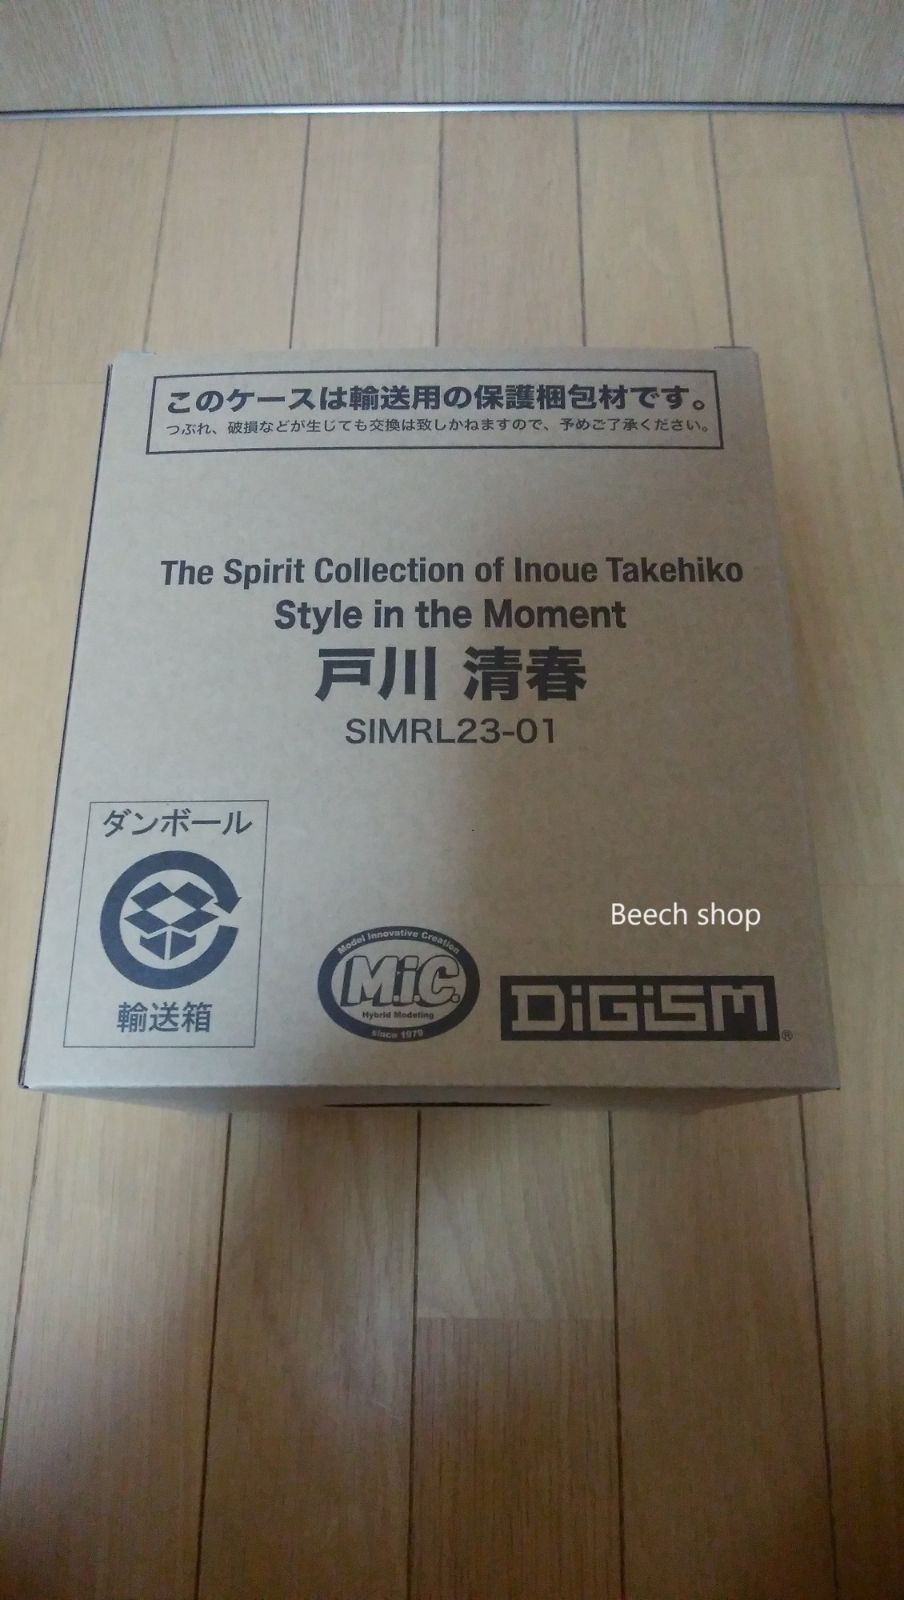 このケースは輸送用の保護梱包材です。
つぶれ、破損などが生じても交換は致しかねますので、予めご了承ください。
The Spirit Collection of Inoue Takehiko
Style in the Moment
戸川 清春
SIMRL23-01
ダンボール
輸送箱
Model Innovative Creation
M.i.C.
Hybrid Modeling
since 1979
Beech shop
DiGiSM®